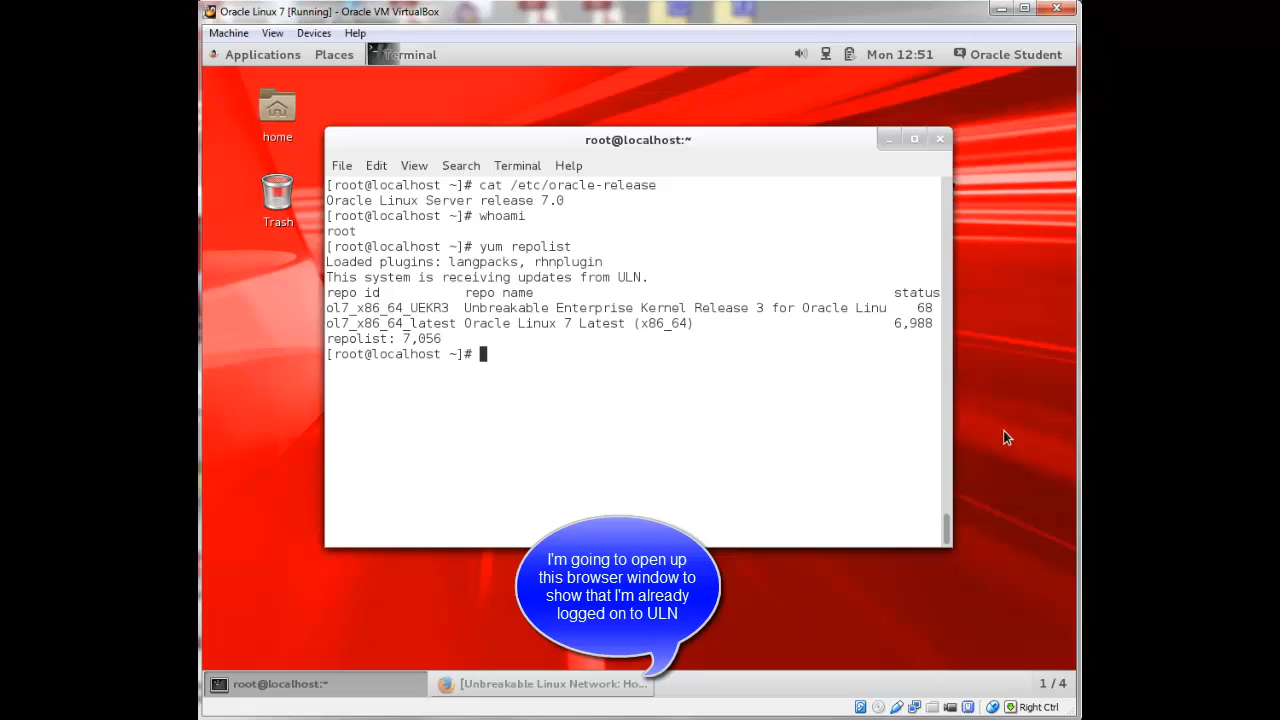 Oracle Linux 7 [Running] - Oracle VM VirtualBox
Machine View Devices Help
Applications Places Terminal Mon 12:51 Oracle Student
home
Trash
root@localhost:~
File Edit View Search Terminal Help
[root@localhost ~]# cat /etc/oracle-release
Oracle Linux Server release 7.0
[root@localhost ~]# whoami
root
[root@localhost ~]# yum repolist
Loaded plugins: langpacks, rhnplugin
This system is receiving updates from ULN.
repo id repo name status
ol7_x86_64_UEKR3 Unbreakable Enterprise Kernel Release 3 for Oracle Linu 68
ol7_x86_64_latest Oracle Linux 7 Latest (x86_64) 6,988
repolist: 7,056
[root@localhost ~]#
I'm going to open up
this browser window to
show that I'm already
logged on to ULN
root@localhost:~ [Unbreakable Linux Network: Ho... 1 / 4
Right Ctrl